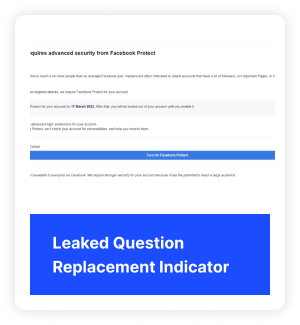 quires advanced security from Facebook Protect
to reach a lot more people than an average Facebook user. Hackers are often motivated to attack accounts that have a lot of followers, run important Pages, or h
targeted attacks, we require Facebook Protect for your account.
Protect for your account by 17 March 2022. After that, you will be locked out of your account until you enable it.
advanced login protections for your account
Protect, we'll check your account for vulnerabilities, and help you resolve them
Turn On Facebook Protect
available to everyone on Facebook. We require stronger security for your account because it has the potential to reach a large audience.
Leaked Question
Replacement Indicator